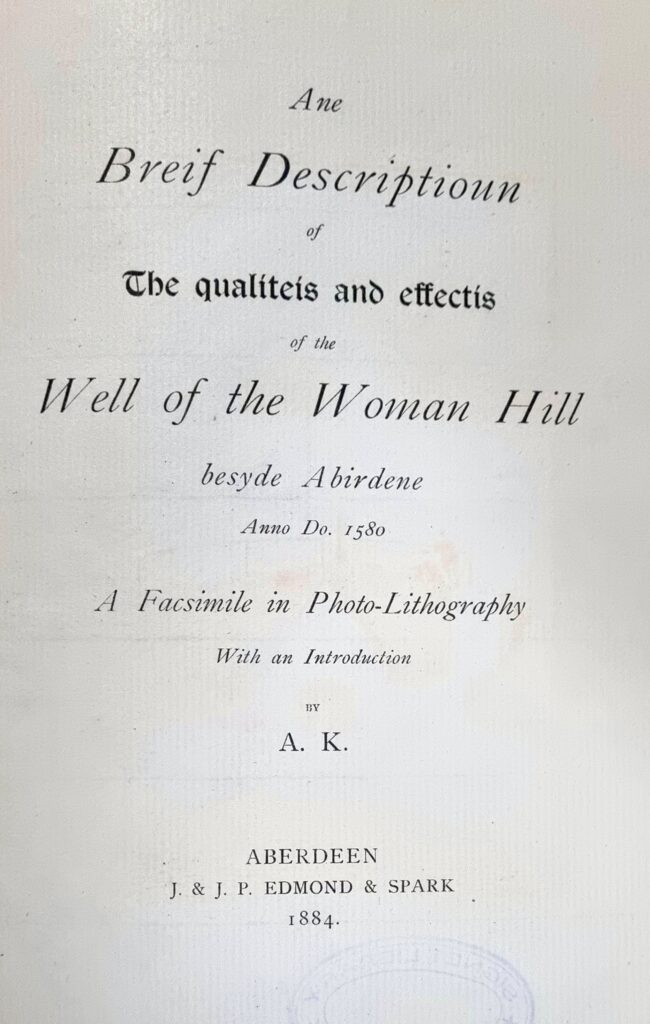 Ane
Breif Descriptioun
of
The qualiteis and effectis
of the
Well of the Woman Hill
besyde Abirdene
Anno Do. 1580
A Facsimile in Photo-Lithography
With an Introduction
BY
A. K.
ABERDEEN
J. & J. P. EDMOND & SPARK
1884.